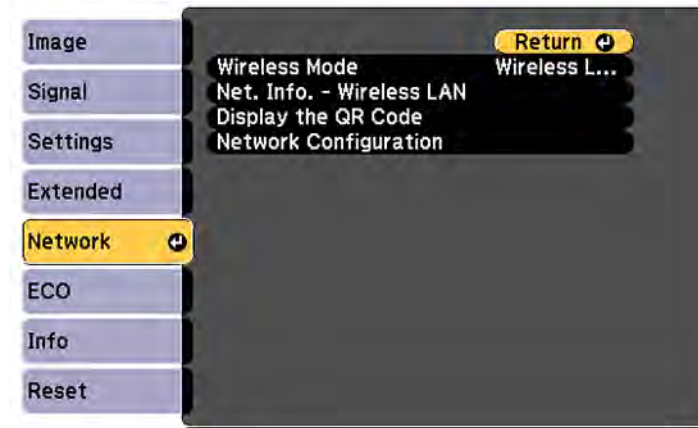 Image
Signal
Settings
Extended
Network
ECO
Info
Reset
Return
Wireless Mode Wireless L...
Net. Info. - Wireless LAN
Display the QR Code
Network Configuration